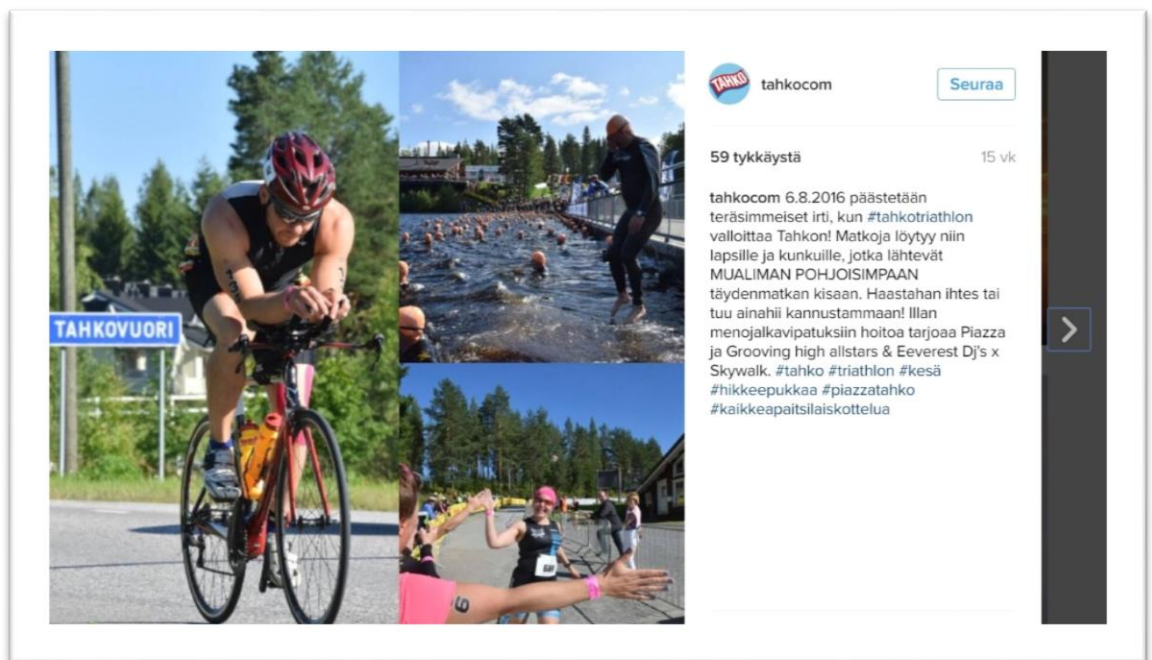 TAHKOVUORI
TAHKO
tahkocom
Seuraa
59 tykkäystä
15 vk
tahkocom 6.8.2016 päästetään
teräsimmeiset irti, kun #tahkotriathlon
valloittaa Tahkon! Matkoja löytyy niin
lapsille ja kunkuille, jotka lähtevät
MUALIMAN POHJOISIMPAAN
täydenmatkan kisaan. Haastahan ihtes tai
tuu ainahii kannustammaan! Illan
menojalkavipatuksiin hoitoa tarjoaa Piazza
ja Grooving high allstars & Eeverest Dj's x
Skywalk. #tahko #triathlon #kesä
#hikkeepukkaa #piazzatahko
#kaikkeapaitsilaiskottelua